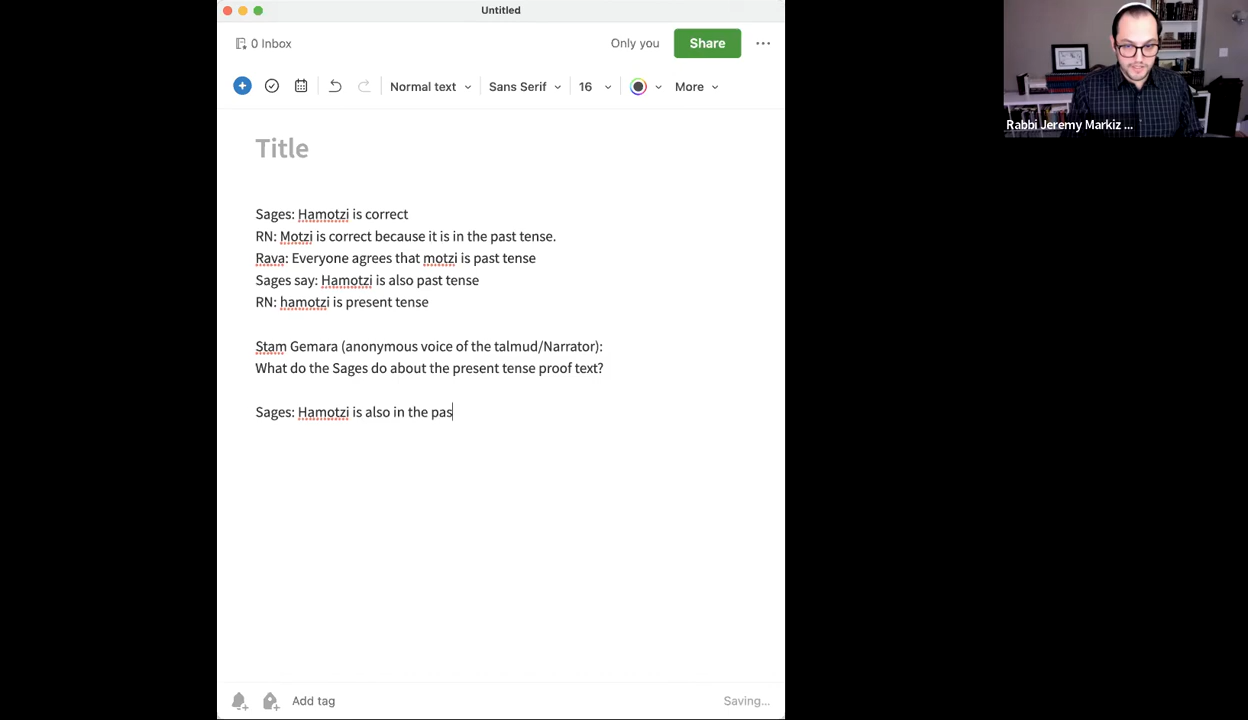 Untitled
0 Inbox
Only you
Share
Normal text
Sans Serif
16
More
Title
Sages: Hamotzi is correct
RN: Motzi is correct because it is in the past tense.
Rava: Everyone agrees that motzi is past tense
Sages say: Hamotzi is also past tense
RN: hamotzi is present tense
Stam Gemara (anonymous voice of the talmud/Narrator):
What do the Sages do about the present tense proof text?
Sages: Hamotzi is also in the pas
Add tag
Saving...
Rabbi Jeremy Markiz ...